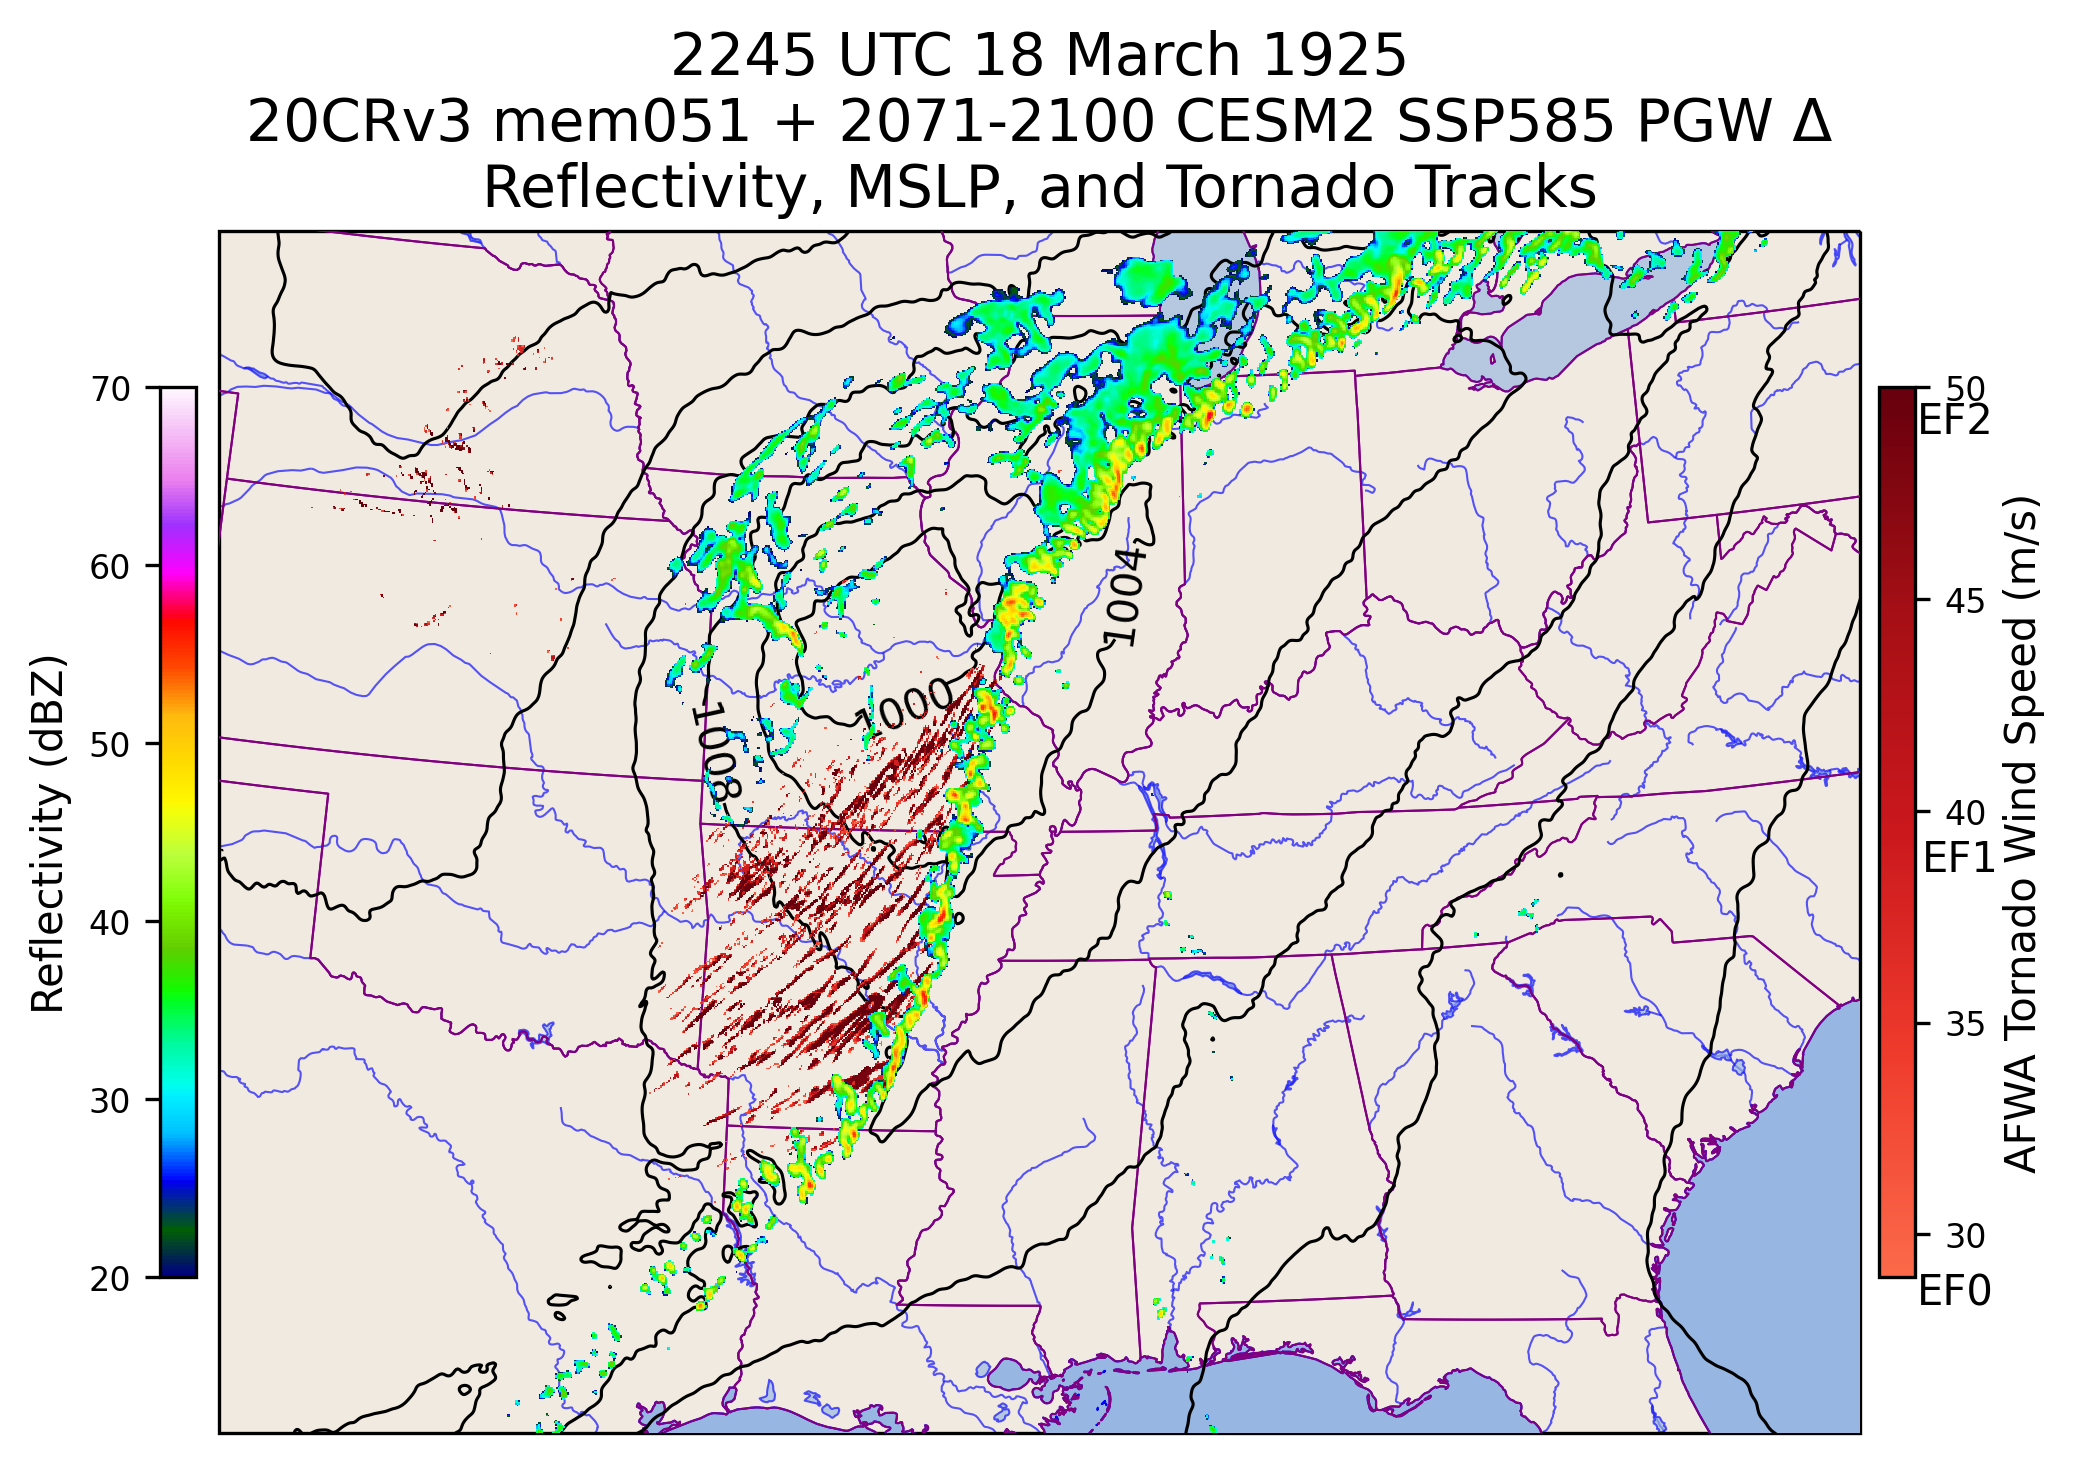 2245 UTC 18 March 1925
20CRv3 mem051 + 2071-2100 CESM2 SSP585 PGW Δ
Reflectivity, MSLP, and Tornado Tracks
70
60
50
40
30
20
Reflectivity (dBZ)
1004
1000
1008
50
EF2
45
40
EF1
35
30
EF0
AFWA Tornado Wind Speed (m/s)